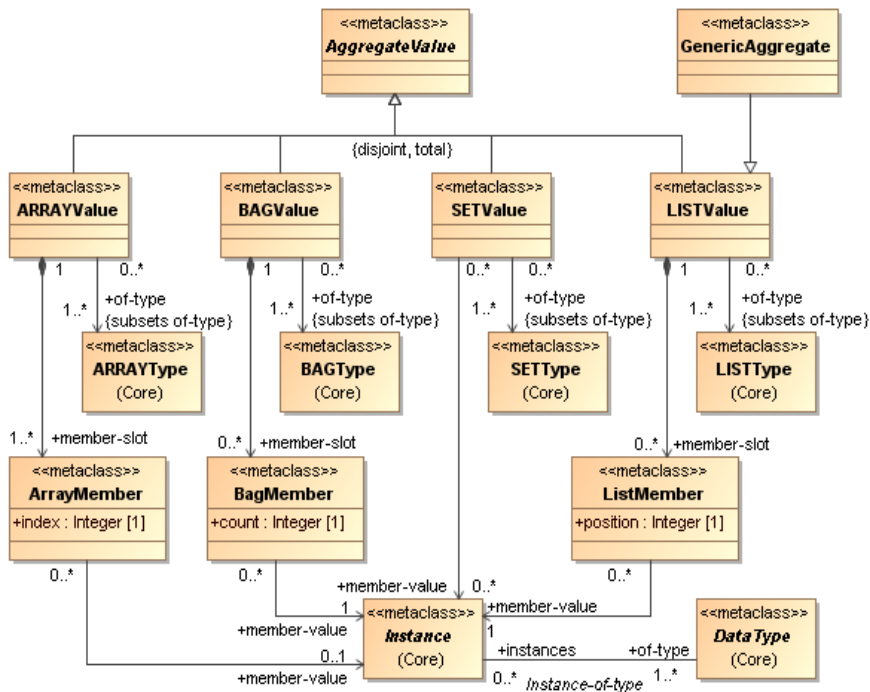 <<metaclass>>
AggregateValue
<<metaclass>>
GenericAggregate
{disjoint, total}
<<metaclass>>
ARRAYValue
<<metaclass>>
BAGValue
<<metaclass>>
SETValue
<<metaclass>>
LISTValue
1
0..*
1
0..*
0..*
0..*
1
0..*
1..*
+of-type
{subsets of-type}
1..*
+of-type
{subsets of-type}
1..*
+of-type
{subsets of-type}
1..*
+of-type
{subsets of-type}
<<metaclass>>
ARRAYType
(Core)
<<metaclass>>
BAGType
(Core)
<<metaclass>>
SETType
(Core)
<<metaclass>>
LISTType
(Core)
1..*
+member-slot
0..*
+member-slot
0..*
+member-slot
<<metaclass>>
ArrayMember
+index : Integer [1]
<<metaclass>>
BagMember
+count : Integer [1]
<<metaclass>>
ListMember
+position : Integer [1]
0..*
0..*
0..*
+member-value
0..*
1
+member-value
+member-value
1
0..1
+member-value
<<metaclass>>
Instance
(Core)
+instances
0..*
Instance-of-type
+of-type
1..*
<<metaclass>>
DataType
(Core)